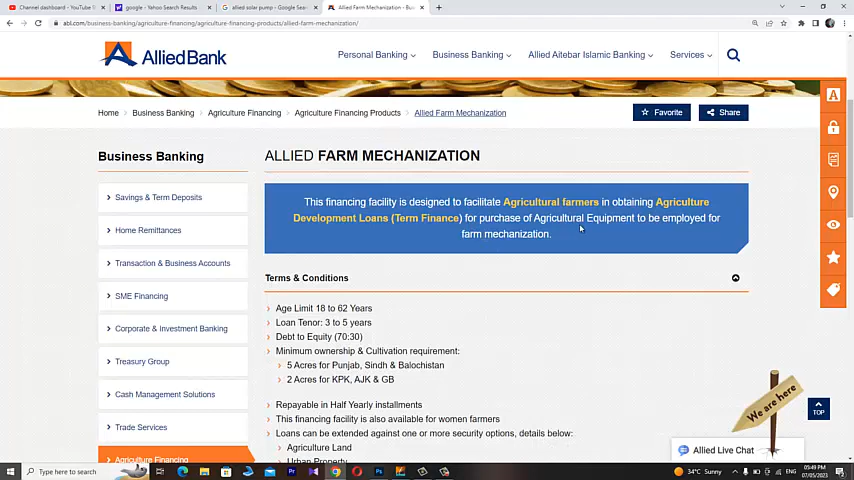 Channel dashboard - YouTube
google - Yahoo Search Results
allied solar pump - Google Sea
Allied Farm Mechanization - Bus
abl.com/business-banking/agriculture-financing/agriculture-financing-products/allied-farm-mechanization/
Allied Bank
Personal Banking
Business Banking
Allied Aitebar Islamic Banking
Services
Home
Business Banking
Agriculture Financing
Agriculture Financing Products
Allied Farm Mechanization
Favorite
Share
Business Banking
Savings & Term Deposits
Home Remittances
Transaction & Business Accounts
SME Financing
Corporate & Investment Banking
Treasury Group
Cash Management Solutions
Trade Services
Agriculture Financing
ALLIED FARM MECHANIZATION
This financing facility is designed to facilitate Agricultural farmers in obtaining Agriculture
Development Loans (Term Finance) for purchase of Agricultural Equipment to be employed for
farm mechanization.
Terms & Conditions
Age Limit 18 to 62 Years
Loan Tenor: 3 to 5 years
Debt to Equity (70:30)
Minimum ownership & Cultivation requirement:
5 Acres for Punjab, Sindh & Balochistan
2 Acres for KPK, AJK & GB
Repayable in Half Yearly installments
This financing facility is also available for women farmers
Loans can be extended against one or more security options, details below:
Agriculture Land
Urban Property
A
We are here
TOP
Allied Live Chat
Type here to search
34°C Sunny
ENG
05:49 PM
07/05/2023